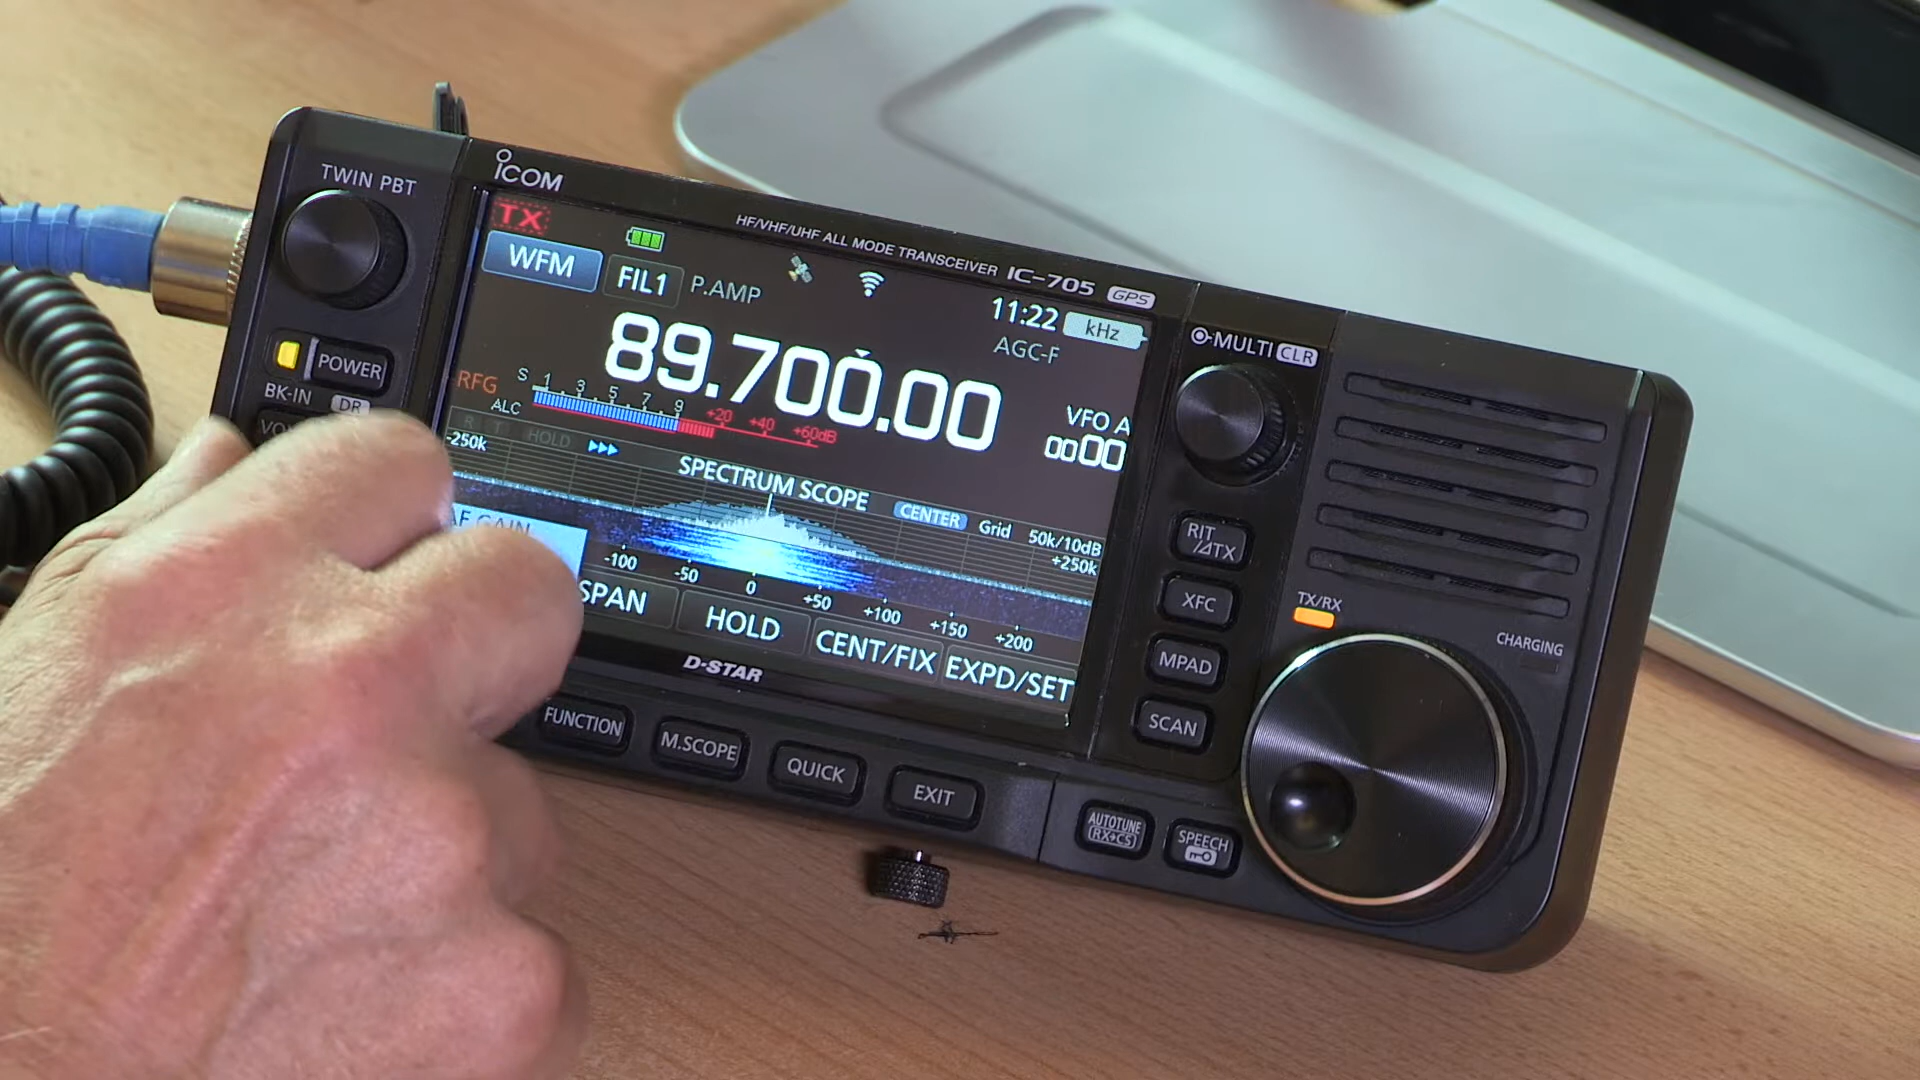 TWIN PBT
ICOM
HF/VHF/UHF ALL MODE TRANSCEIVER IC-705 GPS
TX
WFM
FIL1
P.AMP
11:22
kHz
AGC-F
89.700.00
RFG
S 1 . 3 . 5 . 7 . 9 +20 +40 +60dB
ALC
VFO A
0000
R T HOLD
-250k
SPECTRUM SCOPE
CENTER
Grid
50k/10dB
+250k
AF GAIN
-100 -50 0 +50 +100 +150 +200
SPAN
HOLD
CENT/FIX
EXPD/SET
D-STAR
POWER
BK-IN
DR
FUNCTION
M.SCOPE
QUICK
EXIT
MULTI CLR
RIT
/⊿TX
XFC
MPAD
SCAN
TX/RX
CHARGING
AUTOTUNE
RX→CS
SPEECH